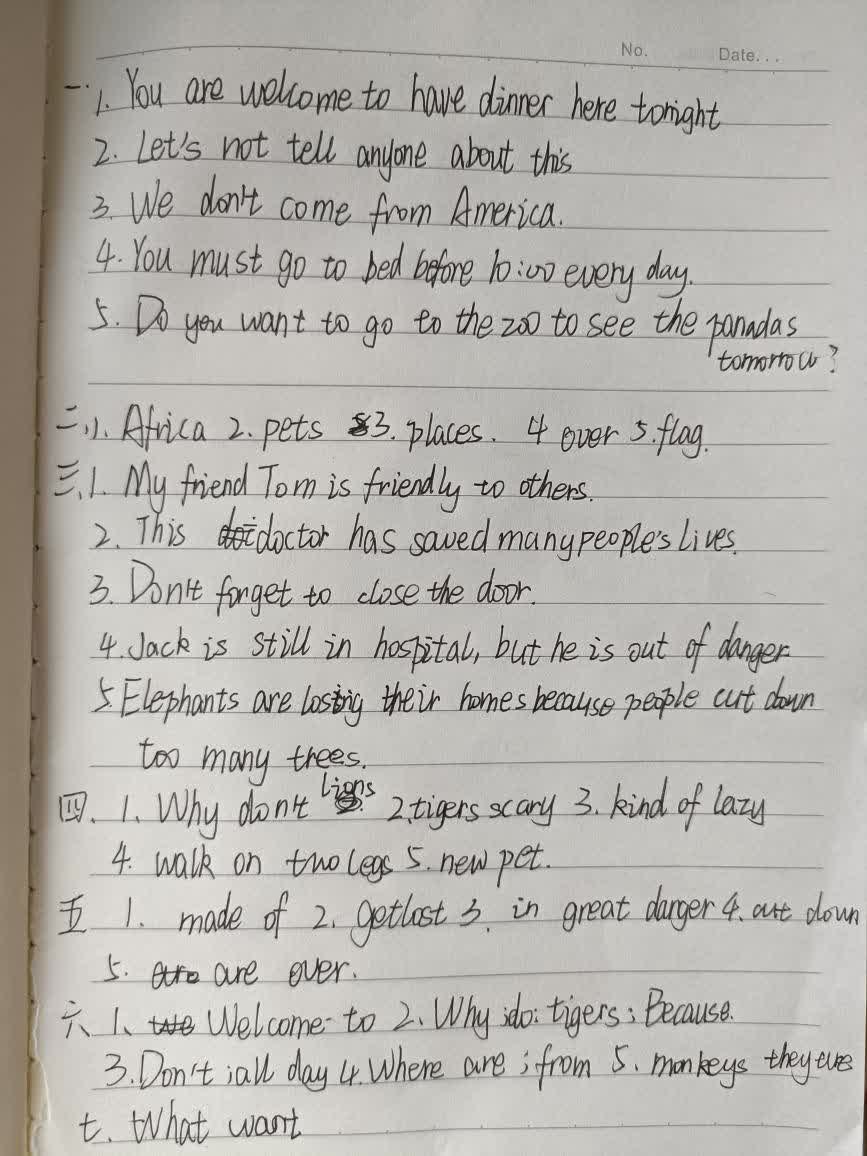 No. Date...
一. 1. You are welcome to have dinner here tonight
2. Let's not tell anyone about this
3. We don't come from America.
4. You must go to bed before 10:00 every day.
5. Do you want to go to the zoo to see the panadas
tomorrow?
二、1. Africa 2. pets 3. places. 4 over 5. flag.
三、1. My friend Tom is friendly to others.
2. This doctor has saved many people's lives.
3. Don't forget to close the door.
4. Jack is still in hospital, but he is out of danger
5. Elephants are losing their homes because people cut down
too many trees.
四、1. Why don't Lions 2. tigers scary 3. kind of lazy
4. walk on two legs 5. new pet.
五 1. made of 2. get lost 3. in great danger 4. cut down
5. are over.
六、1、Welcome to 2. Why ; do ; tigers ; Because.
3. Don't ; all day 4. Where are ; from 5. monkeys they are
七. What want